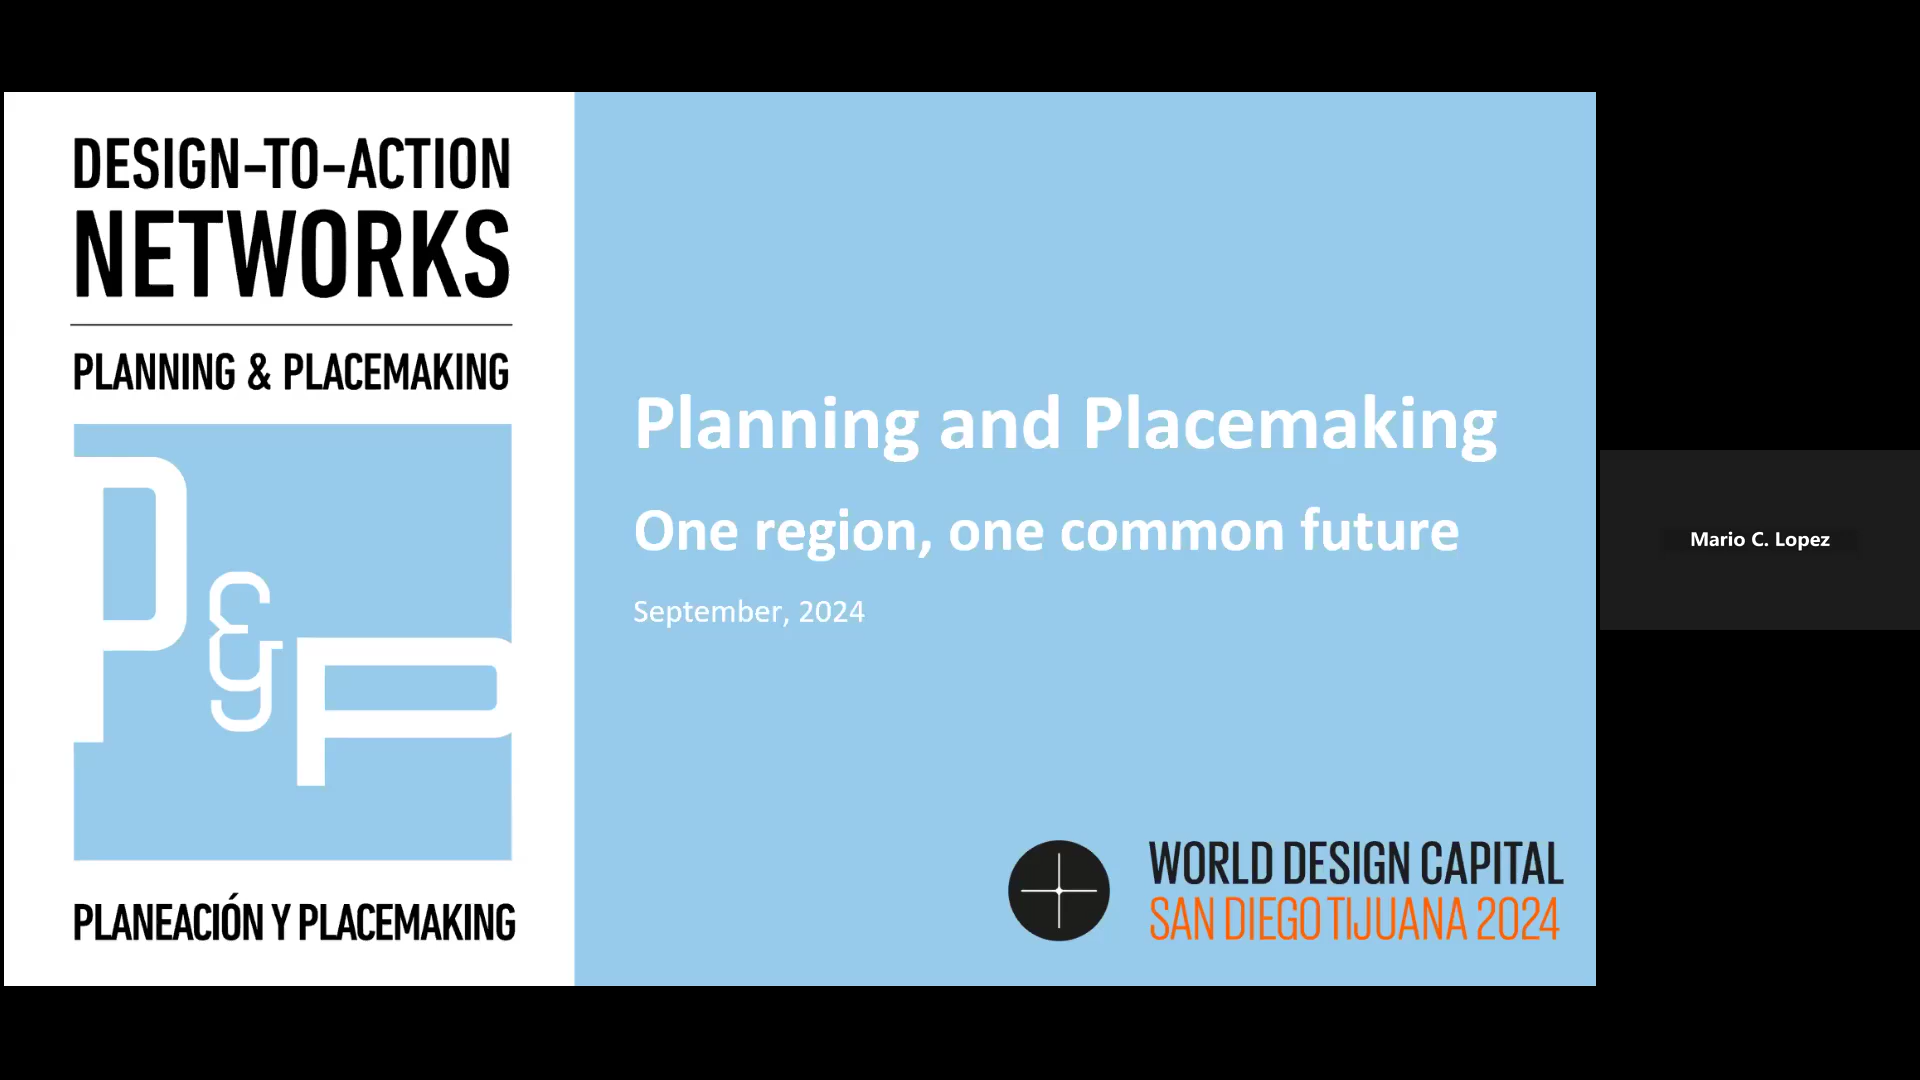 DESIGN-TO-ACTION
NETWORKS
PLANNING & PLACEMAKING
P&P
PLANEACIÓN Y PLACEMAKING
Planning and Placemaking
One region, one common future
September, 2024
WORLD DESIGN CAPITAL
SAN DIEGO TIJUANA 2024
Mario C. Lopez